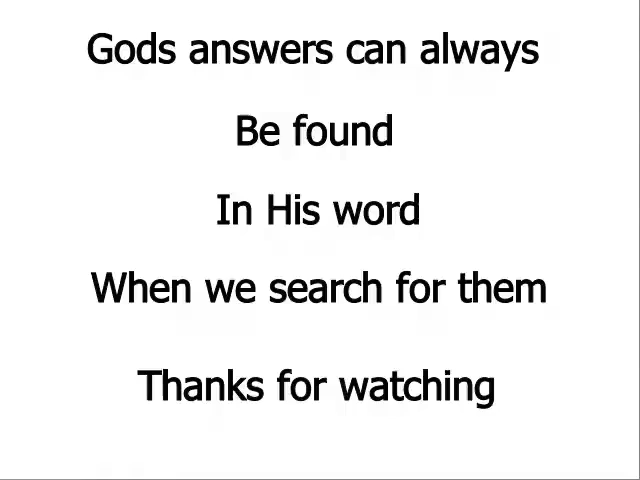 Gods answers can always
Be found
In His word
When we search for them
Thanks for watching